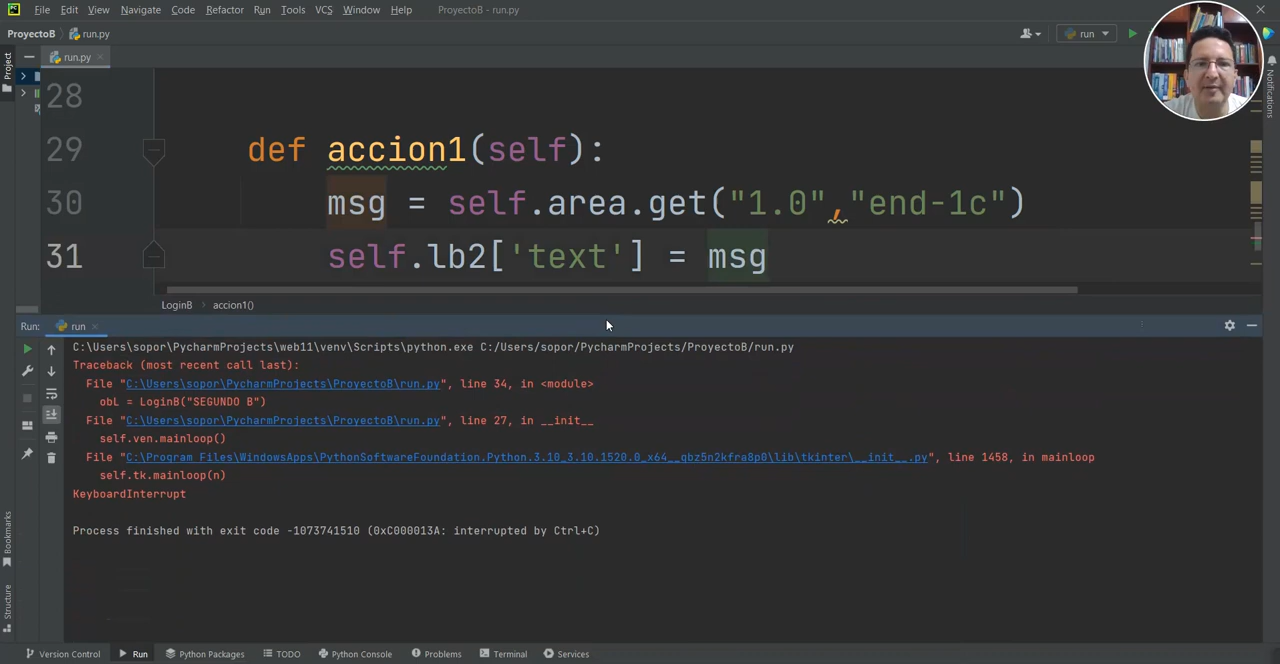 PC File Edit View Navigate Code Refactor Run Tools VCS Window Help ProyectoB - run.py
ProyectoB run.py run
Project run.py
Notifications
28
29 def accion1(self):
30 msg = self.area.get("1.0","end-1c")
31 self.lb2['text'] = msg
LoginB accion1()
Run: run
C:\Users\sopor\PycharmProjects\web11\venv\Scripts\python.exe C:/Users/sopor/PycharmProjects/ProyectoB/run.py
Traceback (most recent call last):
File "C:\Users\sopor\PycharmProjects\ProyectoB\run.py", line 34, in <module>
obL = LoginB("SEGUNDO B")
File "C:\Users\sopor\PycharmProjects\ProyectoB\run.py", line 27, in __init__
self.ven.mainloop()
File "C:\Program Files\WindowsApps\PythonSoftwareFoundation.Python.3.10_3.10.1520.0_x64__qbz5n2kfra8p0\lib\tkinter\__init__.py", line 1458, in mainloop
self.tk.mainloop(n)
KeyboardInterrupt
Process finished with exit code -1073741510 (0xC000013A: interrupted by Ctrl+C)
Bookmarks
Structure
Version Control Run Python Packages TODO Python Console Problems Terminal Services